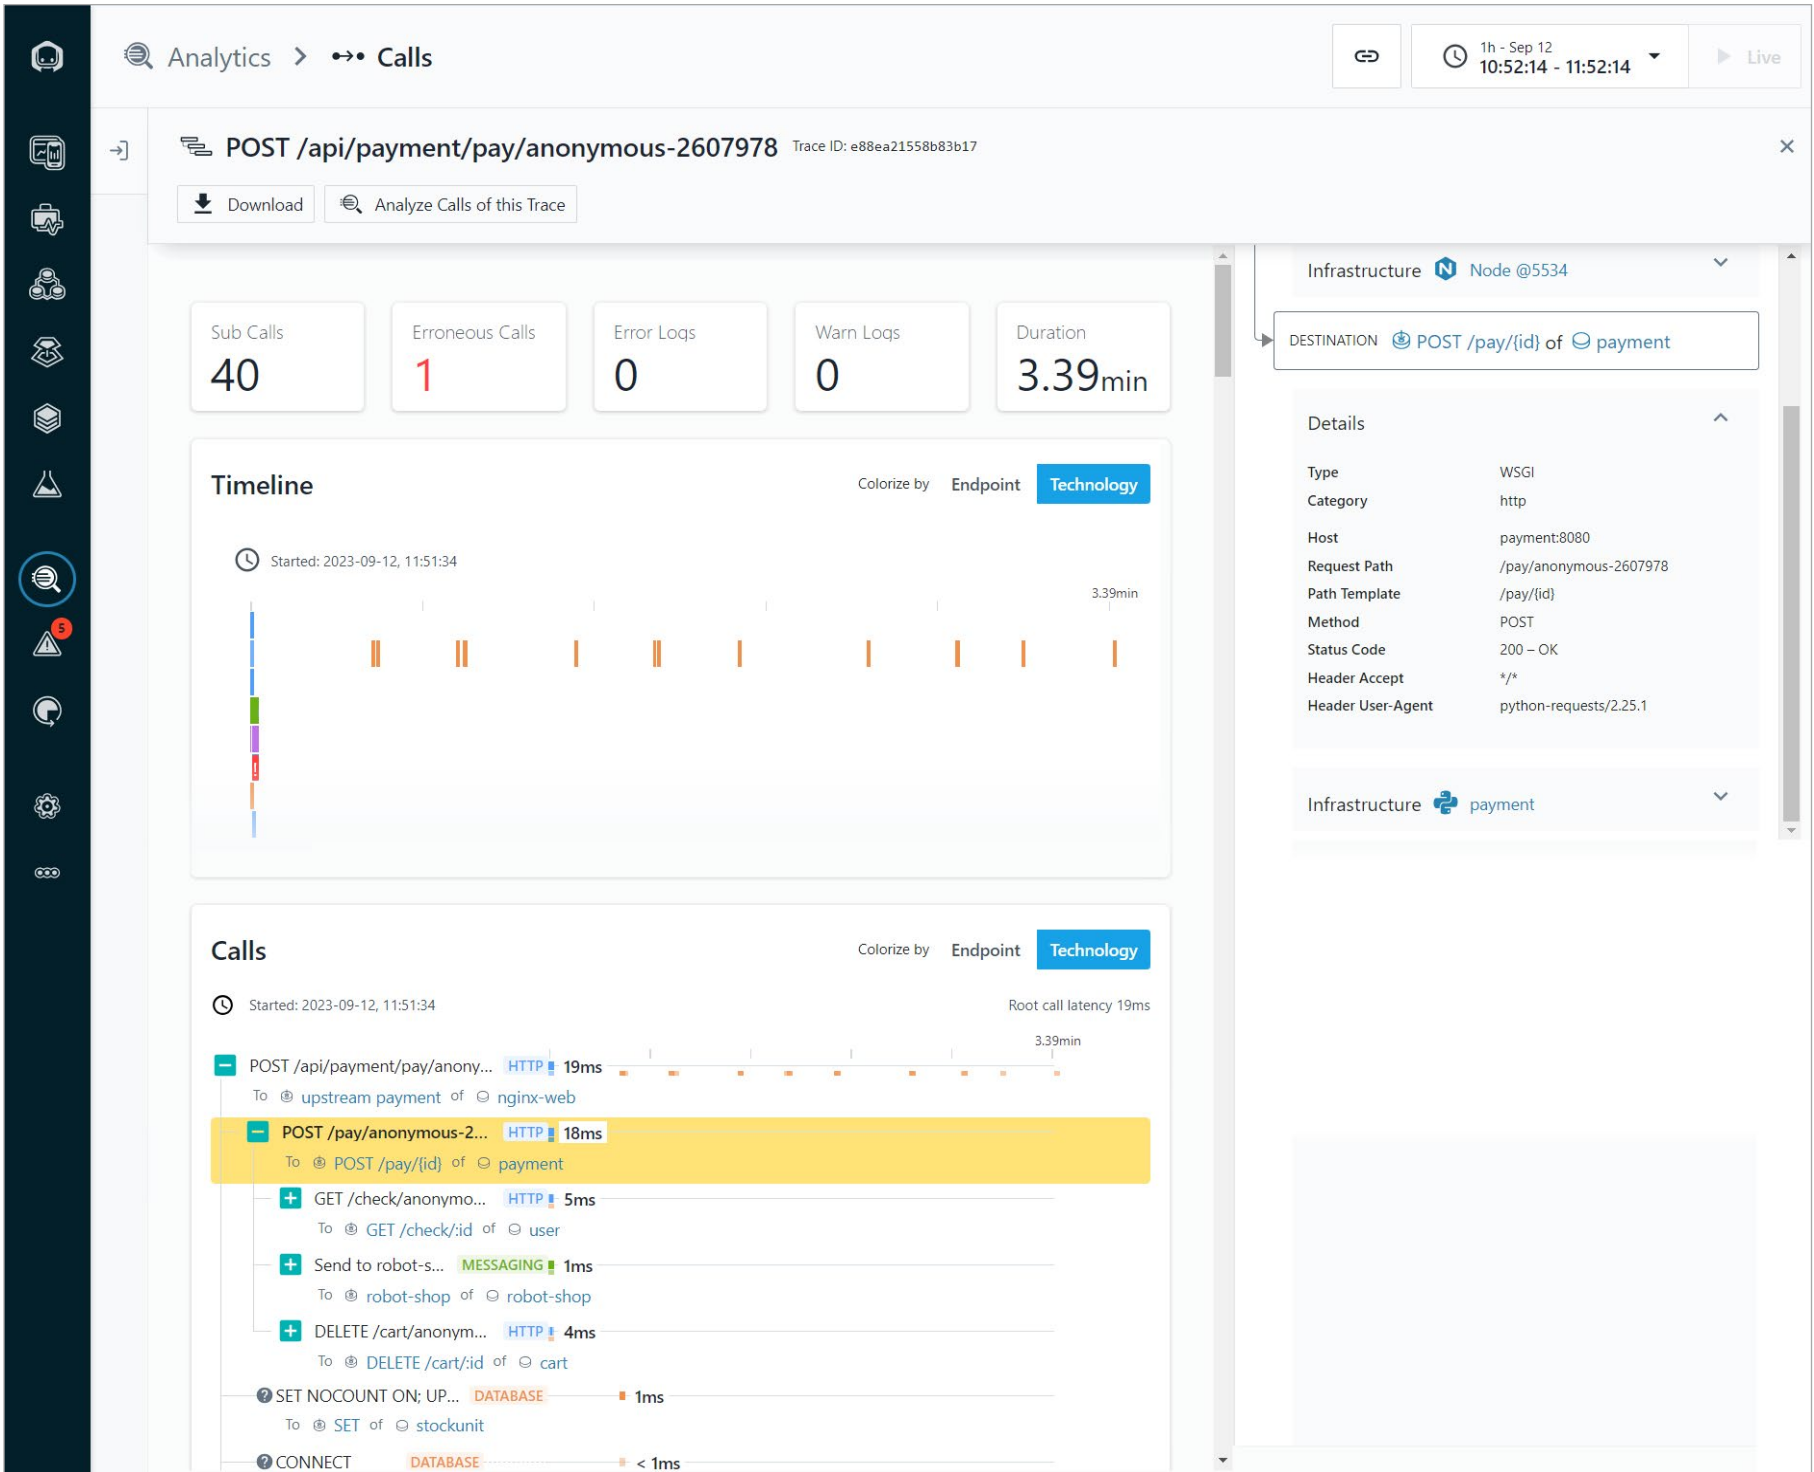 Analytics > Calls
1h - Sep 12
10:52:14 - 11:52:14
Live
POST /api/payment/pay/anonymous-2607978 Trace ID: e88ea21558b83b17
Download
Analyze Calls of this Trace
5
Sub Calls
40
Erroneous Calls
1
Error Logs
0
Warn Logs
0
Duration
3.39min
Timeline
Colorize by Endpoint Technology
Started: 2023-09-12, 11:51:34
3.39min
!
Calls
Colorize by Endpoint Technology
Started: 2023-09-12, 11:51:34
Root call latency 19ms
3.39min
POST /api/payment/pay/anony... HTTP 19ms
To upstream payment of nginx-web
POST /pay/anonymous-2... HTTP 18ms
To POST /pay/{id} of payment
GET /check/anonymo... HTTP 5ms
To GET /check/:id of user
Send to robot-s... MESSAGING 1ms
To robot-shop of robot-shop
DELETE /cart/anonym... HTTP 4ms
To DELETE /cart/:id of cart
SET NOCOUNT ON; UP... DATABASE 1ms
To SET of stockunit
CONNECT DATABASE < 1ms
Infrastructure Node @5534
DESTINATION POST /pay/{id} of payment
Details
Type WSGI
Category http
Host payment:8080
Request Path /pay/anonymous-2607978
Path Template /pay/{id}
Method POST
Status Code 200 – OK
Header Accept */*
Header User-Agent python-requests/2.25.1
Infrastructure payment